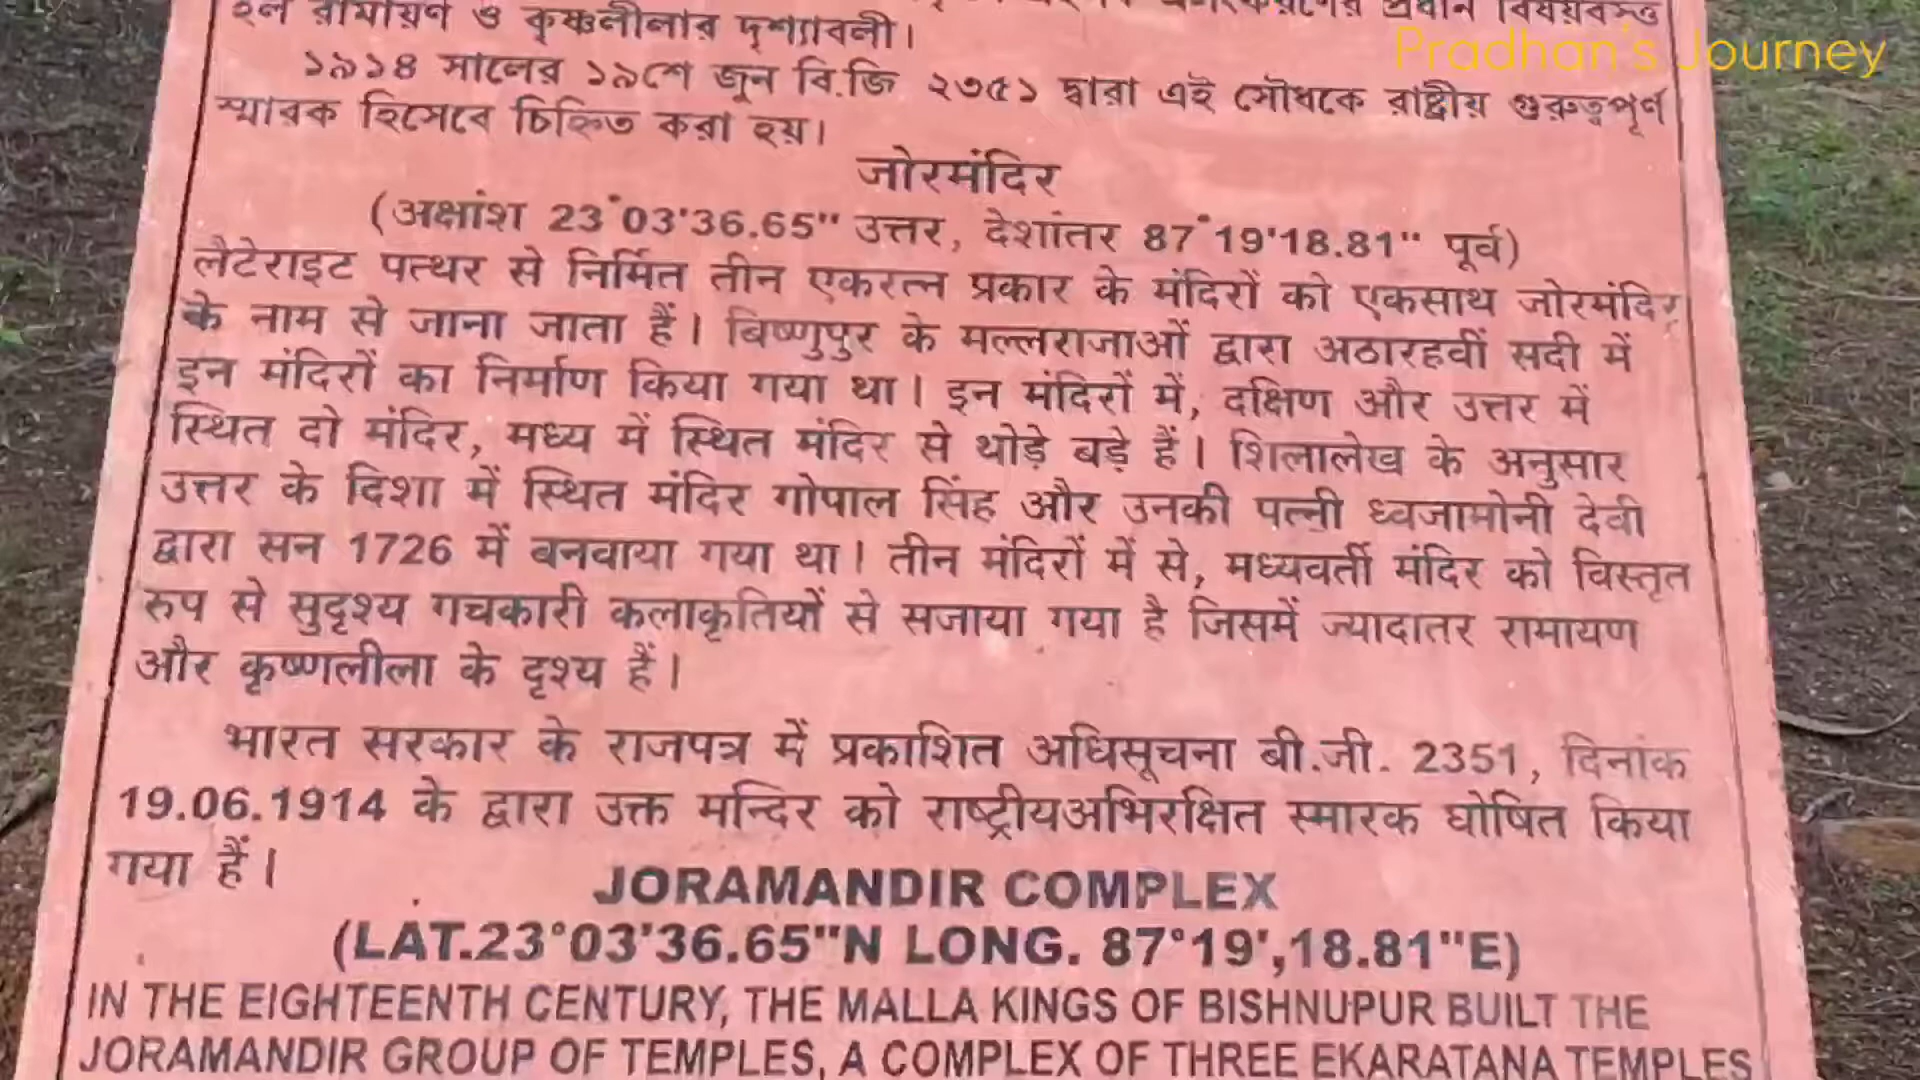 Pradhan's Journey
হল রামায়ণ ও কৃষ্ণলীলার দৃশ্যাবলী।
১৯১৪ সালের ১৯শে জুন বি.জি ২৩৫১ দ্বারা এই সৌধকে রাষ্ট্রীয় গুরুত্বপূর্ণ
স্মারক হিসেবে চিহ্নিত করা হয়।
जोरमंदिर
(अक्षांश 23°03'36.65" उत्तर, देशांतर 87°19'18.81" पूर्व)
लैटेराइट पत्थर से निर्मित तीन एकरत्न प्रकार के मंदिरों को एकसाथ जोरमंदिर
के नाम से जाना जाता हैं। बिष्णुपुर के मल्लराजाओं द्वारा अठारहवीं सदी में
इन मंदिरों का निर्माण किया गया था। इन मंदिरों में, दक्षिण और उत्तर में
स्थित दो मंदिर, मध्य में स्थित मंदिर से थोड़े बड़े हैं। शिलालेख के अनुसार
उत्तर के दिशा में स्थित मंदिर गोपाल सिंह और उनकी पत्नी ध्वजामोनी देवी
द्वारा सन 1726 में बनवाया गया था। तीन मंदिरों में से, मध्यवर्ती मंदिर को विस्तृत
रुप से सुदृश्य गचकारी कलाकृतियों से सजाया गया है जिसमें ज्यादातर रामायण
और कृष्णलीला के दृश्य हैं।
भारत सरकार के राजपत्र में प्रकाशित अधिसूचना बी.जी. 2351, दिनांक
19.06.1914 के द्वारा उक्त मन्दिर को राष्ट्रीयअभिरक्षित स्मारक घोषित किया
गया हैं।
JORAMANDIR COMPLEX
(LAT.23°03'36.65"N LONG. 87°19',18.81"E)
IN THE EIGHTEENTH CENTURY, THE MALLA KINGS OF BISHNUPUR BUILT THE
JORAMANDIR GROUP OF TEMPLES, A COMPLEX OF THREE EKARATANA TEMPLES